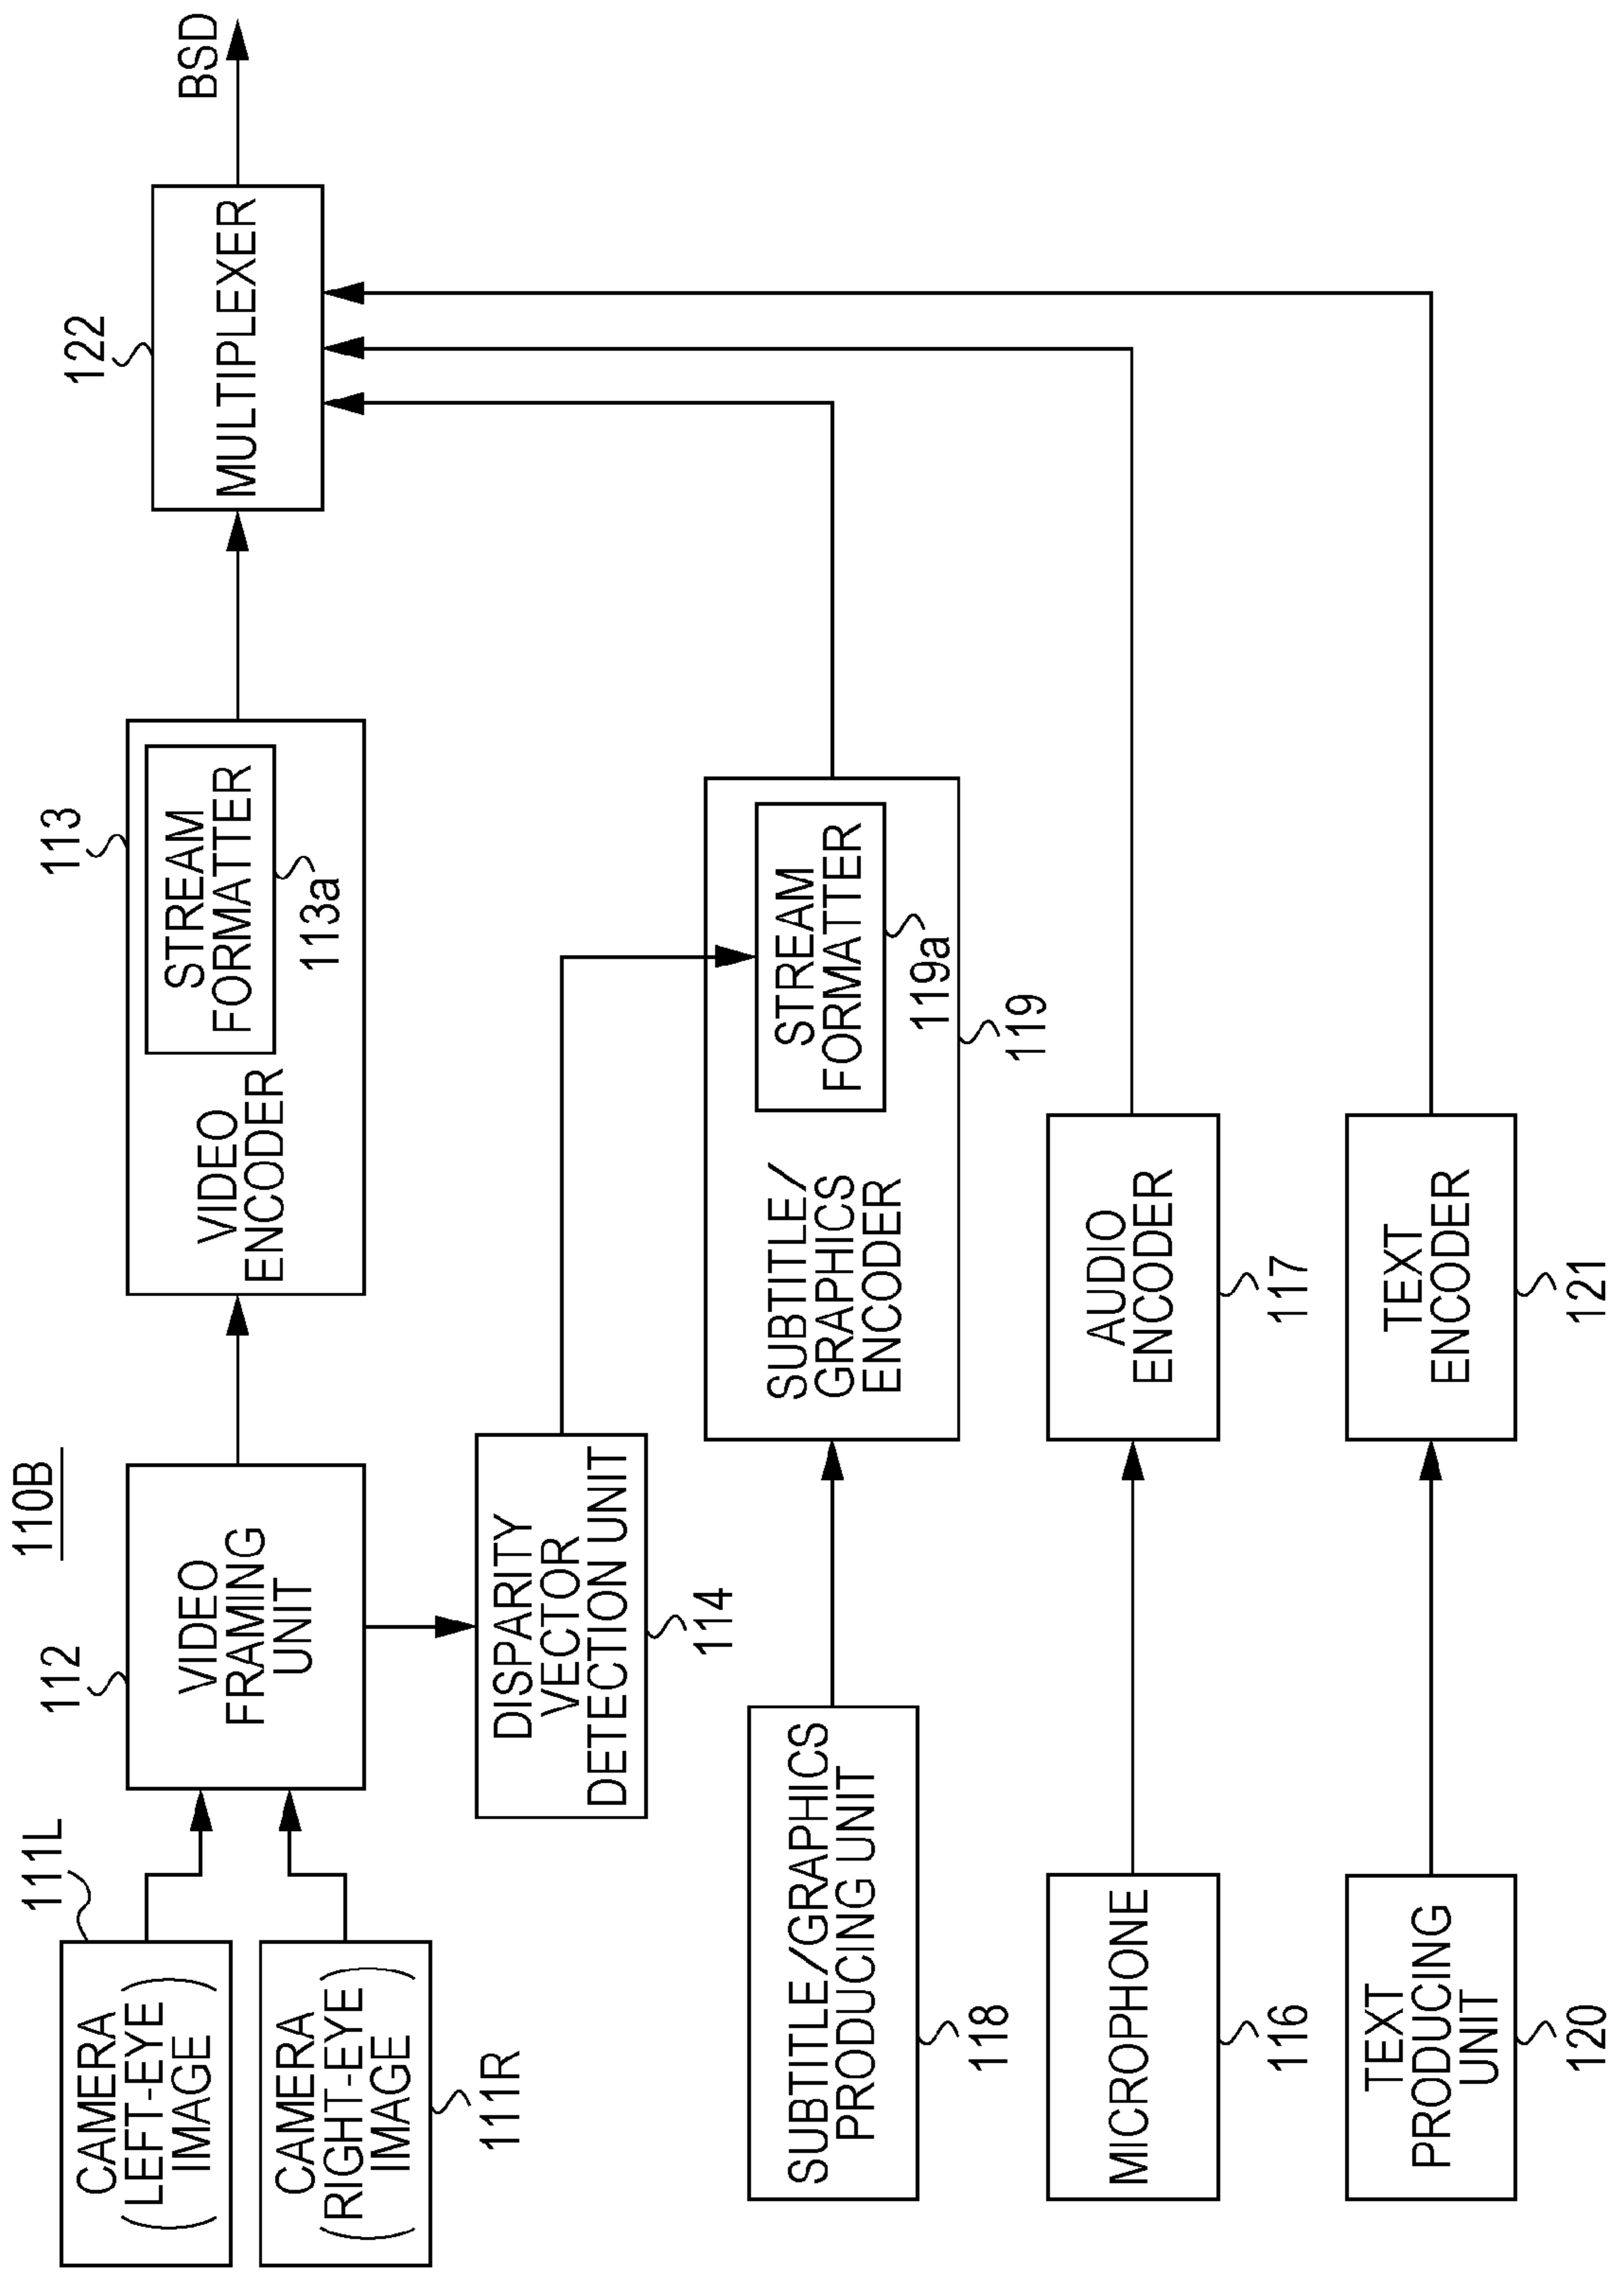 110B
111L
CAMERA
(LEFT-EYE
IMAGE)
CAMERA
(RIGHT-EYE
IMAGE)
111R
112
VIDEO
FRAMING
UNIT
113
VIDEO
ENCODER
STREAM
FORMATTER
113a
122
MULTIPLEXER
BSD
DISPARITY
VECTOR
DETECTION UNIT
114
SUBTITLE/GRAPHICS
PRODUCING UNIT
118
SUBTITLE/
GRAPHICS
ENCODER
STREAM
FORMATTER
119a
119
MICROPHONE
116
AUDIO
ENCODER
117
TEXT
PRODUCING
UNIT
120
TEXT
ENCODER
121